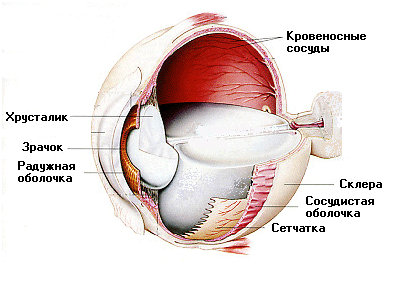 Кровеносные
сосуды
Хрусталик
Зрачок
Радужная
оболочка
Склера
Сосудистая
оболочка
Сетчатка